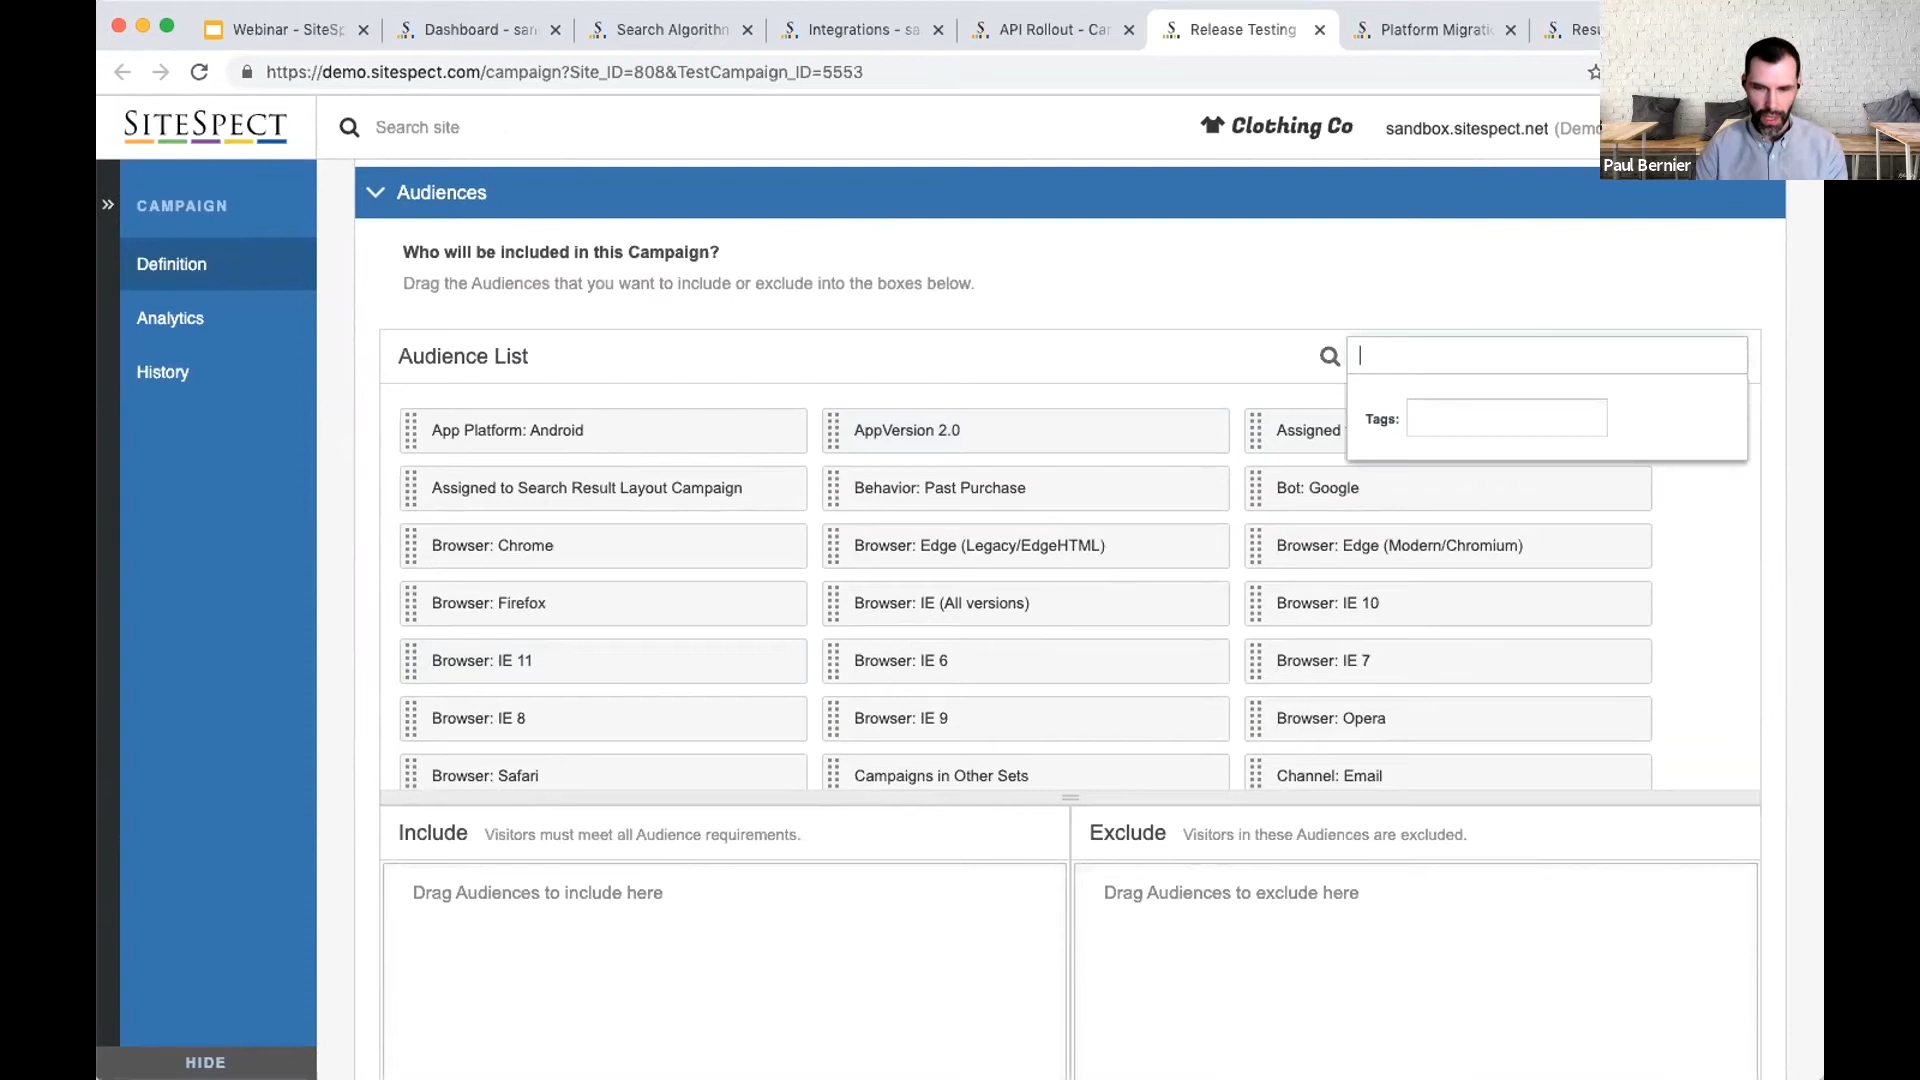 Webinar - SiteSp
Dashboard - san
Search Algorithn
Integrations - sa
API Rollout - Car
Release Testing
Platform Migrati
Resu
https://demo.sitespect.com/campaign?Site_ID=808&TestCampaign_ID=5553
SITESPECT
Search site
Clothing Co
sandbox.sitespect.net (Demo
Paul Bernier
CAMPAIGN
Definition
Analytics
History
HIDE
Audiences
Who will be included in this Campaign?
Drag the Audiences that you want to include or exclude into the boxes below.
Audience List
Tags:
App Platform: Android
AppVersion 2.0
Assigned
Assigned to Search Result Layout Campaign
Behavior: Past Purchase
Bot: Google
Browser: Chrome
Browser: Edge (Legacy/EdgeHTML)
Browser: Edge (Modern/Chromium)
Browser: Firefox
Browser: IE (All versions)
Browser: IE 10
Browser: IE 11
Browser: IE 6
Browser: IE 7
Browser: IE 8
Browser: IE 9
Browser: Opera
Browser: Safari
Campaigns in Other Sets
Channel: Email
Include Visitors must meet all Audience requirements.
Exclude Visitors in these Audiences are excluded.
Drag Audiences to include here
Drag Audiences to exclude here